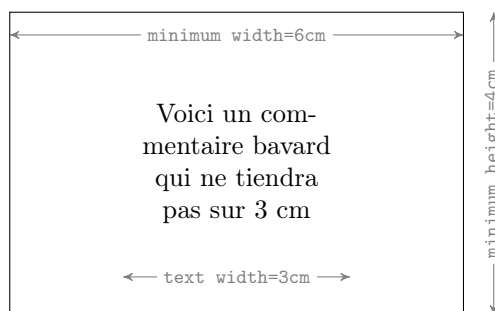 minimum width=6cm
Voici un com-
mentaire bavard
qui ne tiendra
pas sur 3 cm
text width=3cm
minimum height=4cm